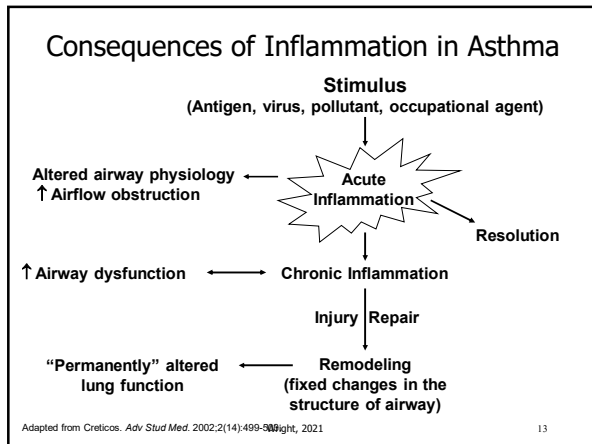 Consequences of Inflammation in Asthma
Stimulus
(Antigen, virus, pollutant, occupational agent)
Altered airway physiology
↑ Airflow obstruction
Acute
Inflammation
Resolution
↑ Airway dysfunction
Chronic Inflammation
Injury Repair
“Permanently” altered
lung function
Remodeling
(fixed changes in the
structure of airway)
Adapted from Creticos. Adv Stud Med. 2002;2(14):499-
Wright, 2021
13